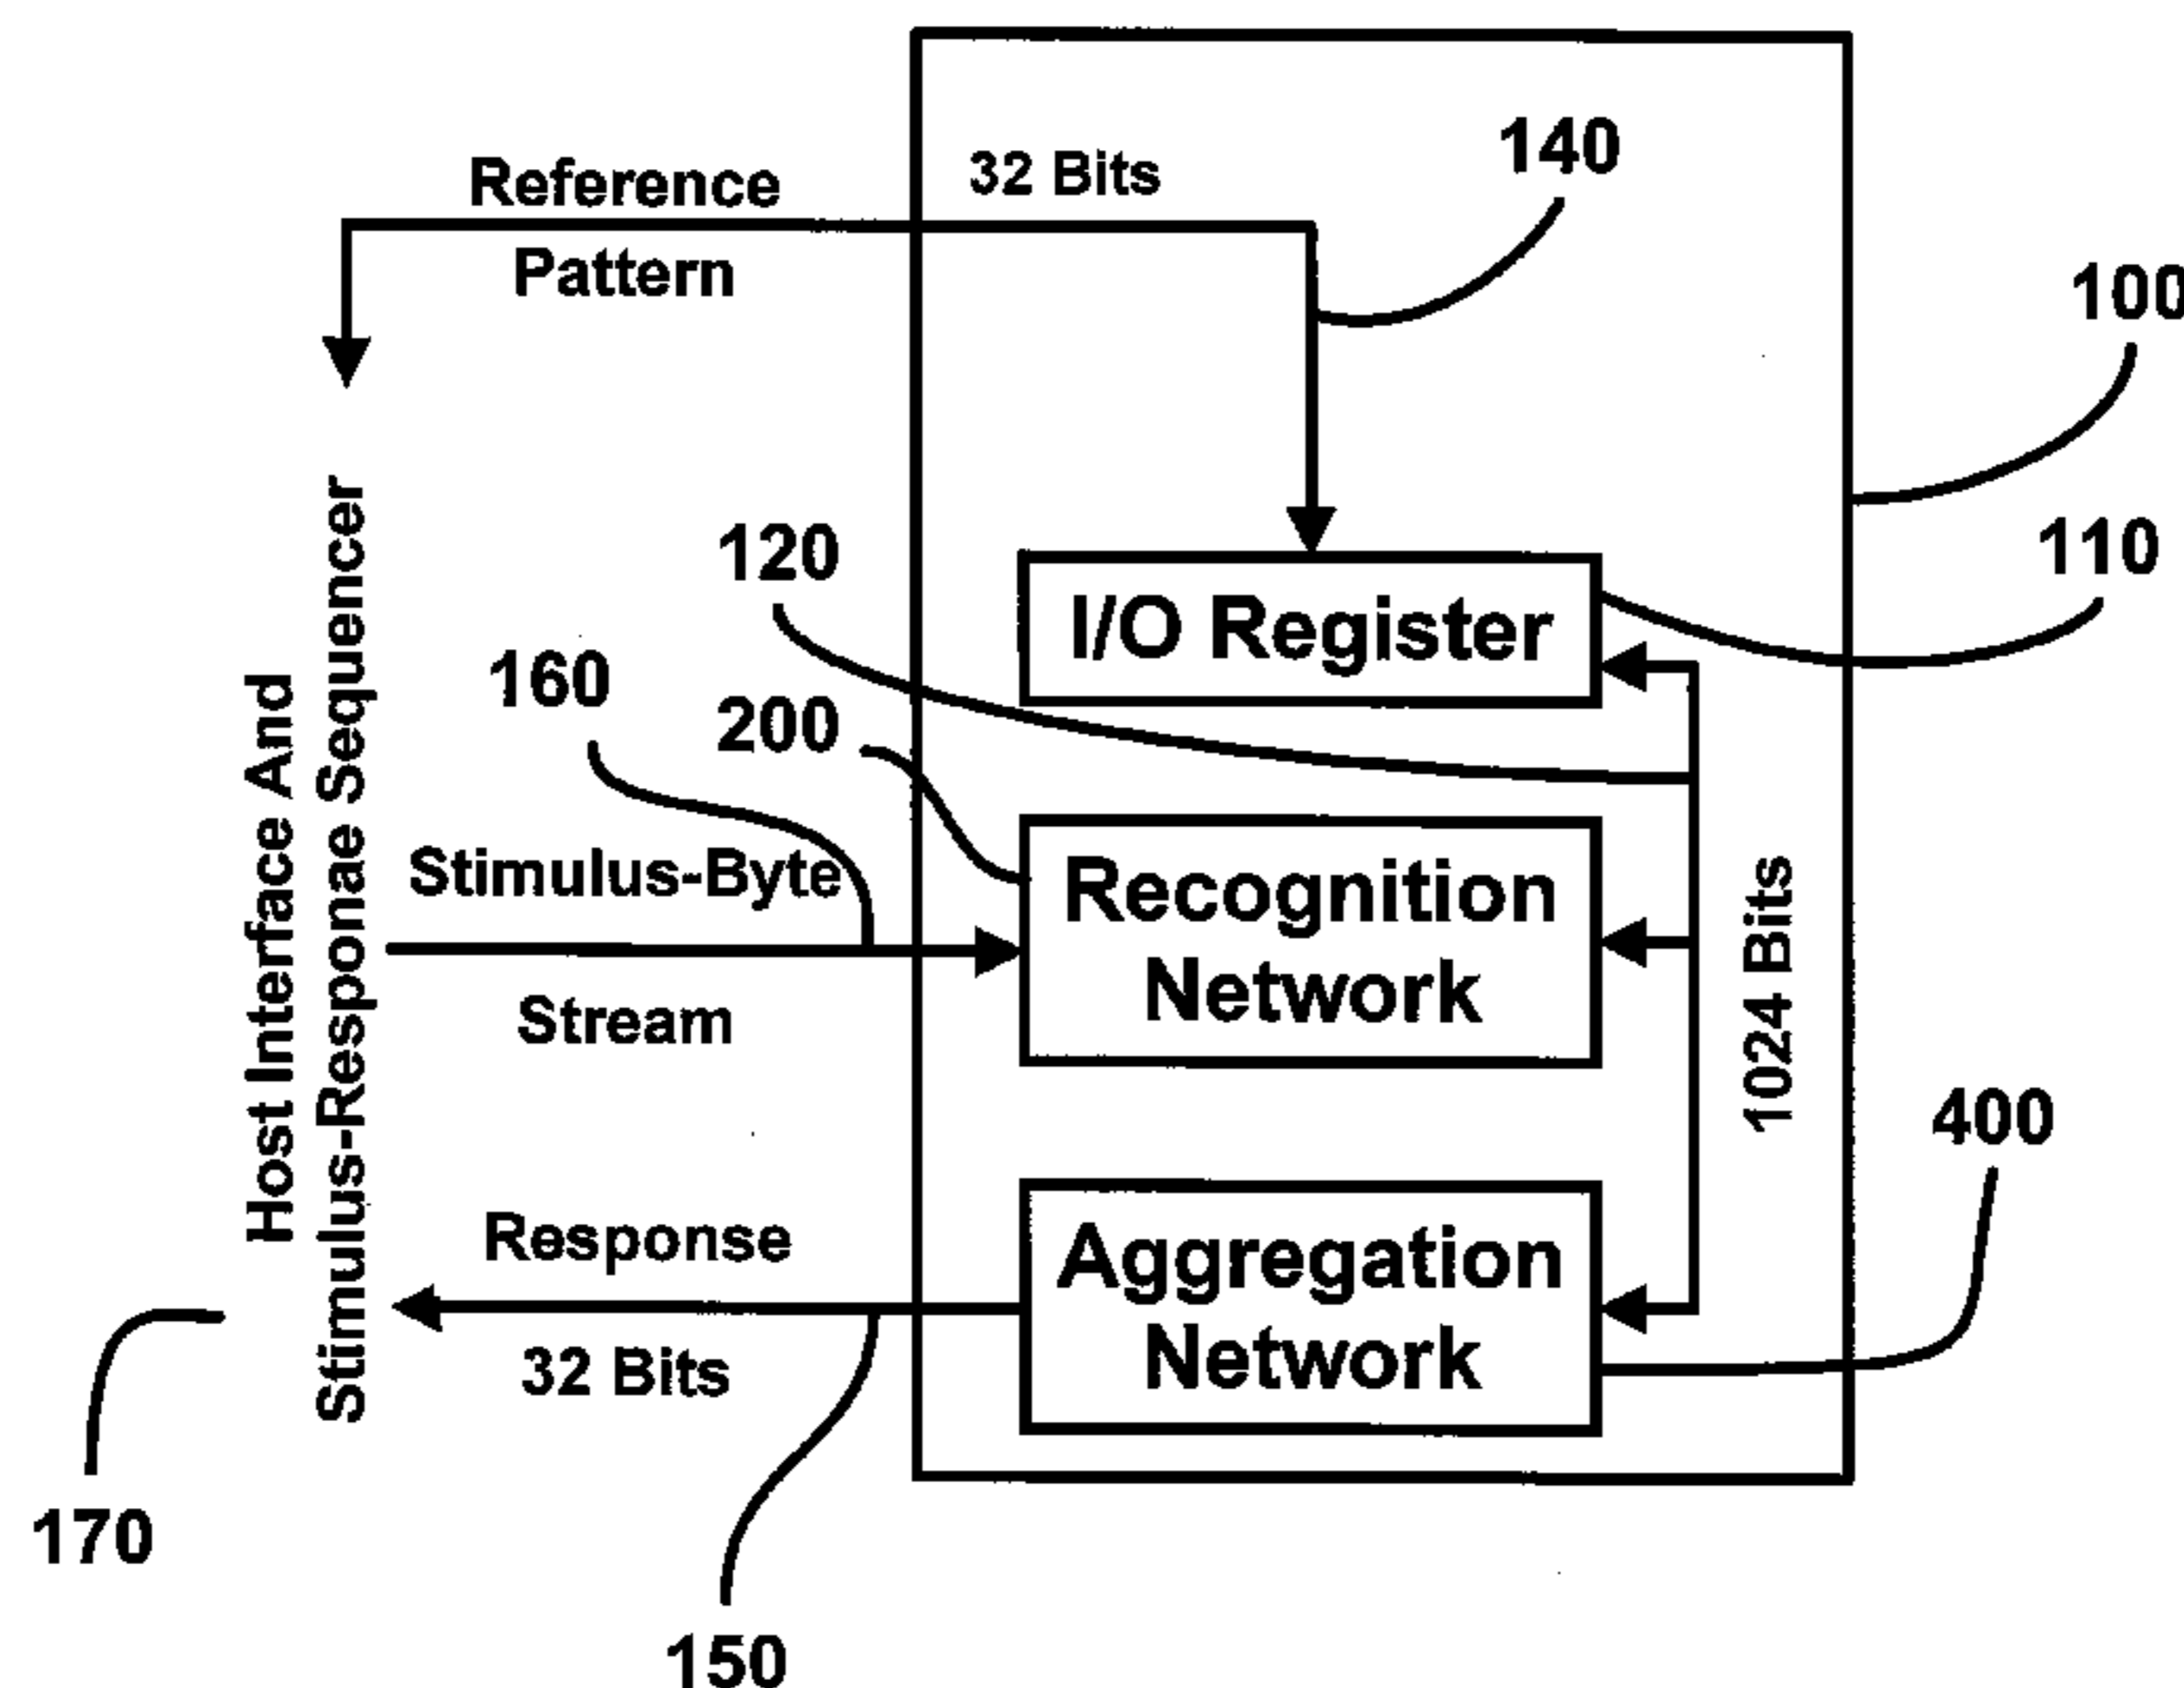 140
Reference
32 Bits
Pattern
100
120
110
I/O Register
160
200
Host Interface And
Stimulus-Responae Sequencer
Stimulus-Byte
Recognition
Network
Stream
1024 Bits
400
Response
Aggregation
Network
32 Bits
170
150